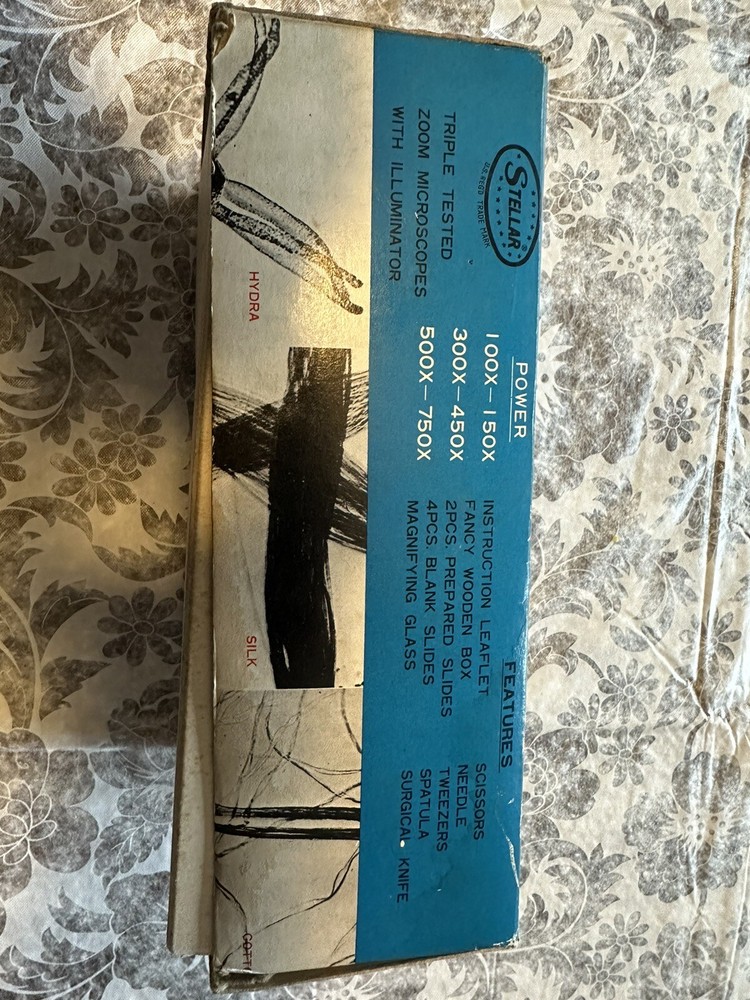 STELLAR®
U.S. REG'D TRADE MARK
TRIPLE TESTED
ZOOM MICROSCOPES
WITH ILLUMINATOR
POWER
100X—150X
300X—450X
500X—750X
FEATURES
INSTRUCTION LEAFLET
FANCY WOODEN BOX
2PCS. PREPARED SLIDES
4PCS. BLANK SLIDES
MAGNIFYING GLASS
SCISSORS
NEEDLE
TWEEZERS
SPATULA
SURGICAL KNIFE
HYDRA
SILK
COTT